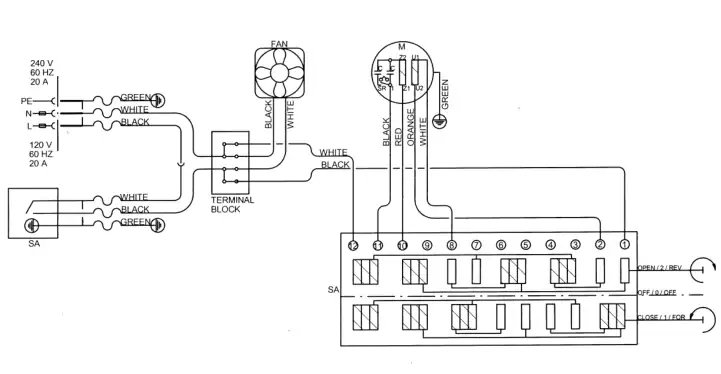 FAN
M
240 V
60 HZ
20 A
Z2 U1
PE
GREEN
SR 1 Z1 U2
GREEN
N
WHITE
L
BLACK
BLACK
WHITE
BLACK
RED
ORANGE
WHITE
120 V
60 HZ
20 A
WHITE
BLACK
WHITE
BLACK
GREEN
TERMINAL
BLOCK
SA
12 11 10 9 8 7 6 5 4 3 2 1
OPEN / 2 / REV
SA
OFF / 0 / OFF
CLOSE / 1 / FOR